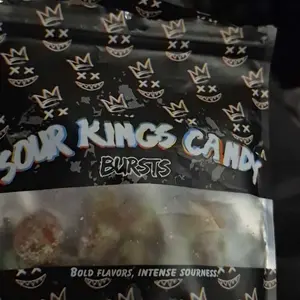 SOUR KINGS CANDY
BURSTS
BOLD FLAVORS, INTENSE SOURNESS!